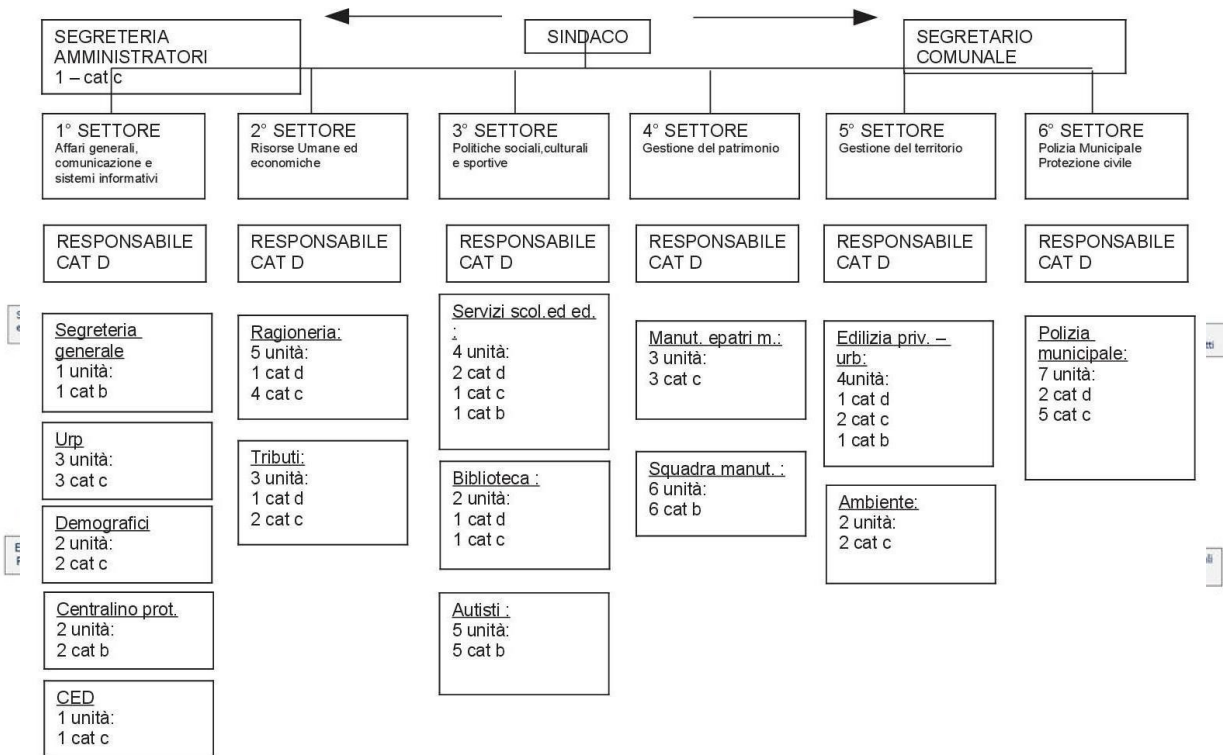 SEGRETERIA
AMMINISTRATORI
1 – cat c
SINDACO
SEGRETARIO
COMUNALE
1° SETTORE
Affari generali,
comunicazione e
sistemi informativi
2° SETTORE
Risorse Umane ed
economiche
3° SETTORE
Politiche sociali,culturali
e sportive
4° SETTORE
Gestione del patrimonio
5° SETTORE
Gestione del territorio
6° SETTORE
Polizia Municipale
Protezione civile
RESPONSABILE
CAT D
RESPONSABILE
CAT D
RESPONSABILE
CAT D
RESPONSABILE
CAT D
RESPONSABILE
CAT D
RESPONSABILE
CAT D
Segreteria
generale
1 unità:
1 cat b
Urp
3 unità:
3 cat c
Demografici
2 unità:
2 cat c
Centralino prot.
2 unità:
2 cat b
CED
1 unità:
1 cat c
Ragioneria:
5 unità:
1 cat d
4 cat c
Tributi:
3 unità:
1 cat d
2 cat c
Servizi scol.ed ed.
:
4 unità:
2 cat d
1 cat c
1 cat b
Biblioteca :
2 unità:
1 cat d
1 cat c
Autisti :
5 unità:
5 cat b
Manut. epatri m.:
3 unità:
3 cat c
Squadra manut. :
6 unità:
6 cat b
Edilizia priv. –
urb:
4unità:
1 cat d
2 cat c
1 cat b
Ambiente:
2 unità:
2 cat c
Polizia
municipale:
7 unità:
2 cat d
5 cat c